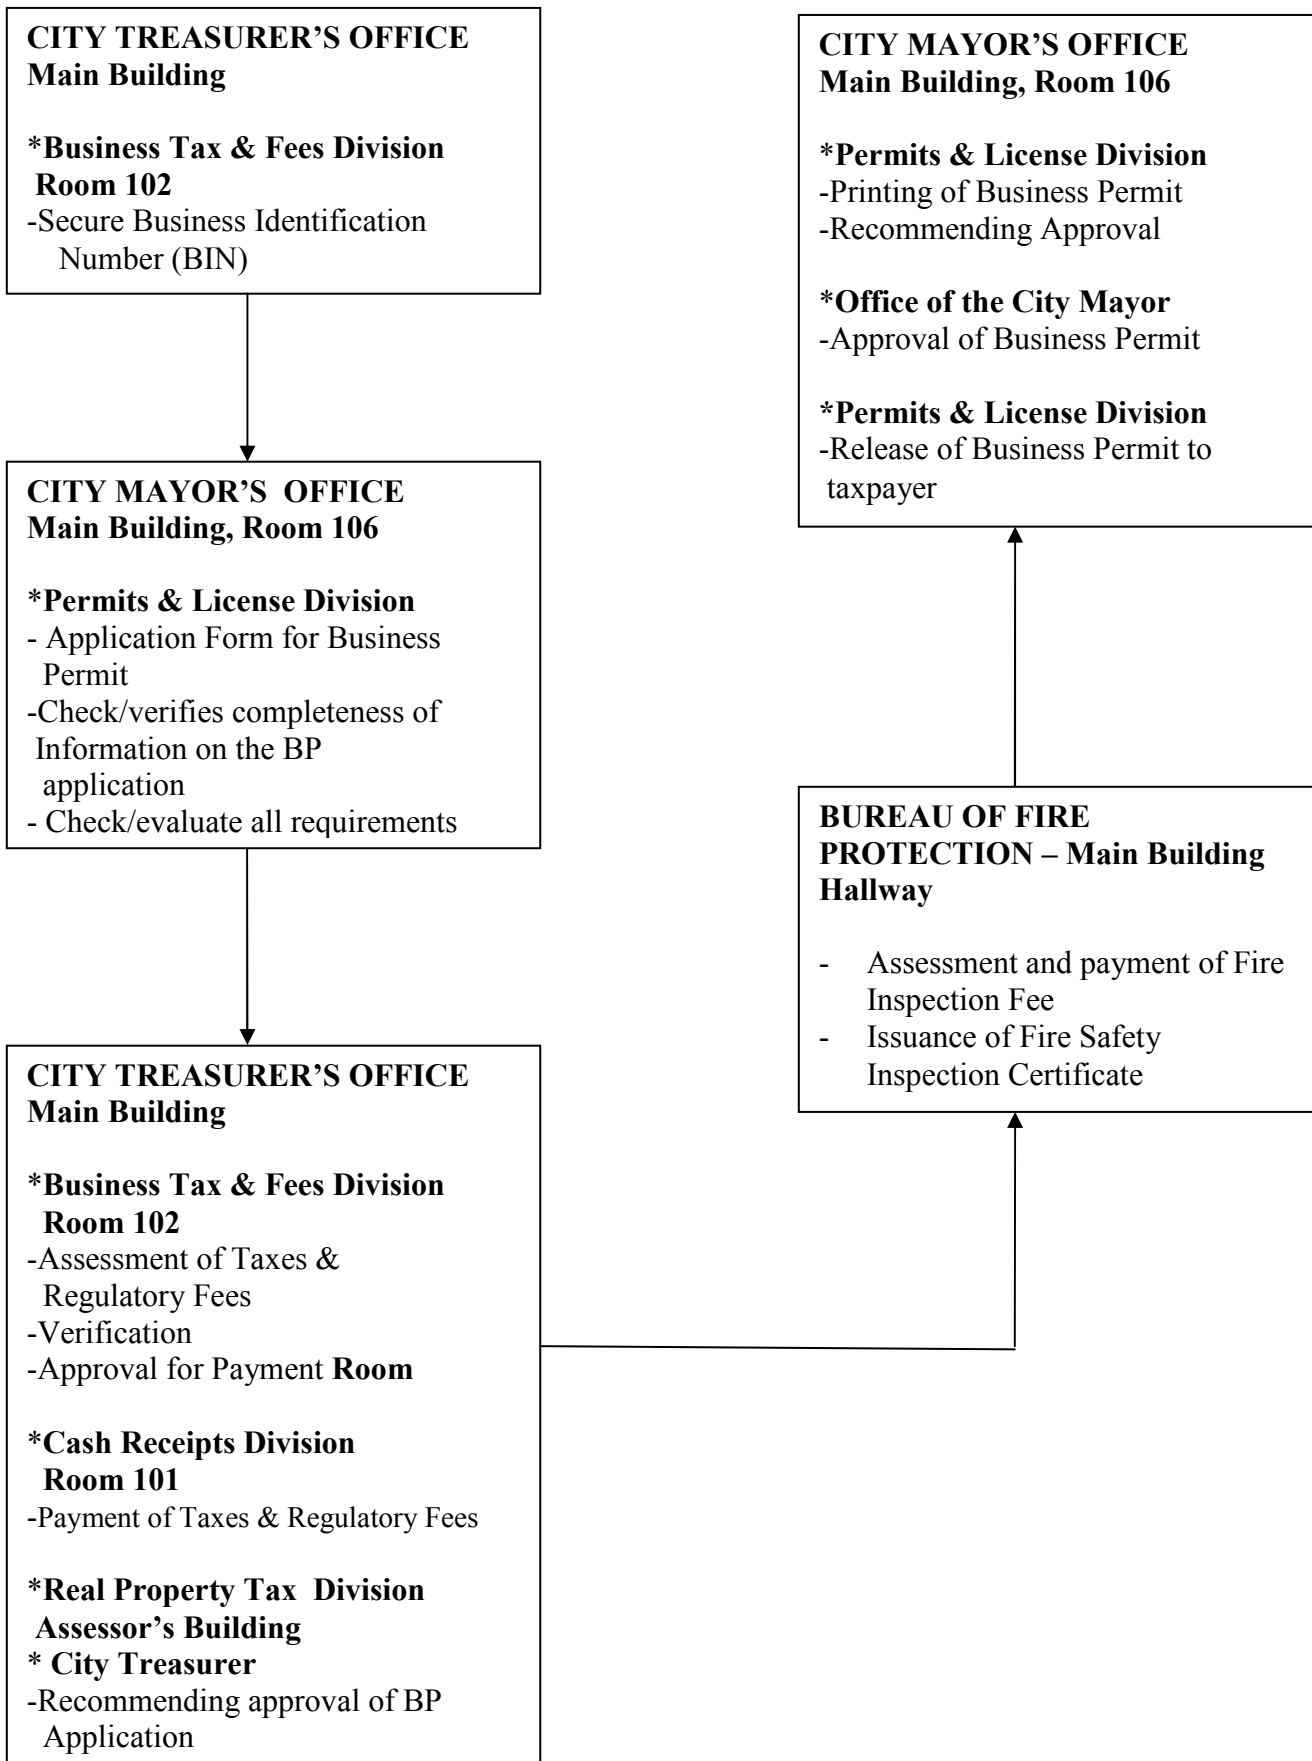 CITY TREASURER’S OFFICE
Main Building
*Business Tax & Fees Division
Room 102
-Secure Business Identification
Number (BIN)
CITY MAYOR’S OFFICE
Main Building, Room 106
*Permits & License Division
- Application Form for Business
Permit
-Check/verifies completeness of
Information on the BP
application
- Check/evaluate all requirements
CITY TREASURER’S OFFICE
Main Building
*Business Tax & Fees Division
Room 102
-Assessment of Taxes &
Regulatory Fees
-Verification
-Approval for Payment Room
*Cash Receipts Division
Room 101
-Payment of Taxes & Regulatory Fees
*Real Property Tax Division
Assessor’s Building
* City Treasurer
-Recommending approval of BP
Application
BUREAU OF FIRE
PROTECTION – Main Building
Hallway
- Assessment and payment of Fire
Inspection Fee
- Issuance of Fire Safety
Inspection Certificate
CITY MAYOR’S OFFICE
Main Building, Room 106
*Permits & License Division
-Printing of Business Permit
-Recommending Approval
*Office of the City Mayor
-Approval of Business Permit
*Permits & License Division
-Release of Business Permit to
taxpayer